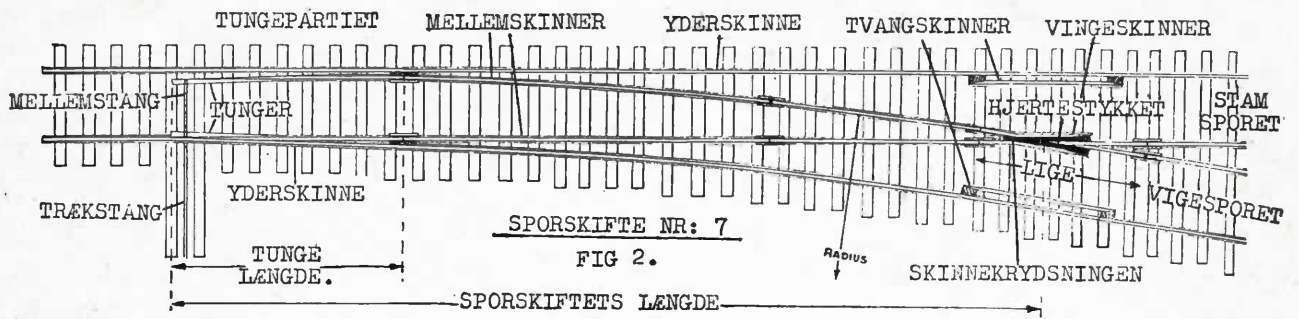 TUNGEPARTIET
MELLEMSKINNER
YDERSKINNE
TVANGSKINNER
VINGESKINNER
MELLEMSTANG
TUNGER
HJERTESTYKKET
STAM
SPORET
YDERSKINNE
LIGE
VIGESPORET
TRÆKSTANG
SPORSKIFTE NR: 7
FIG 2.
RADIUS
TUNGE
LÆNGDE.
SKINNEKRYDSNINGEN
SPORSKIFTETS LÆNGDE